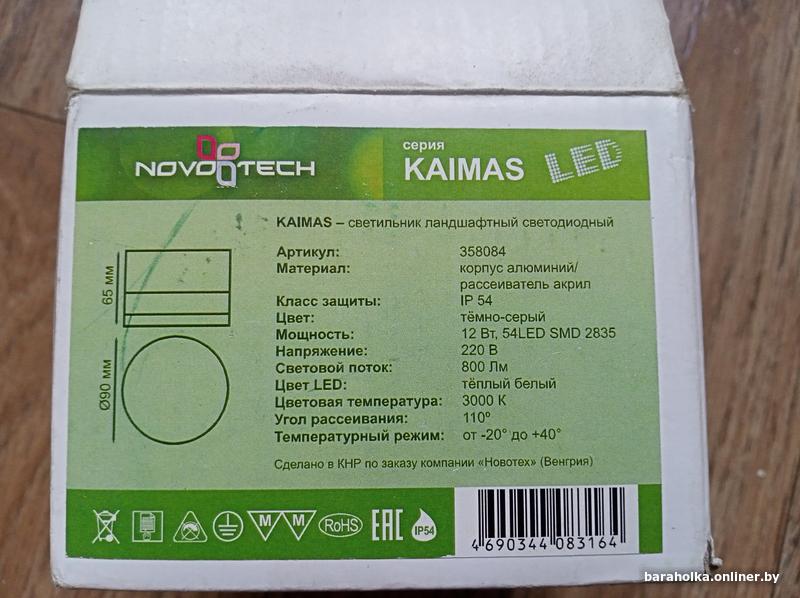 NOVOTECH
серия
KAIMAS LED
KAIMAS – светильник ландшафтный светодиодный
Артикул: 358084
Материал: корпус алюминий/
рассеиватель акрил
Класс защиты: IP 54
Цвет: тёмно-серый
Мощность: 12 Вт, 54LED SMD 2835
Напряжение: 220 В
Световой поток: 800 Лм
Цвет LED: тёплый белый
Цветовая температура: 3000 К
Угол рассеивания: 110º
Температурный режим: от -20° до +40°
65 мм
Ø90 мм
Сделано в КНР по заказу компании «Новотех» (Венгрия)
M M RoHS EAC IP54
4 690344 083164
baraholka.onliner.by